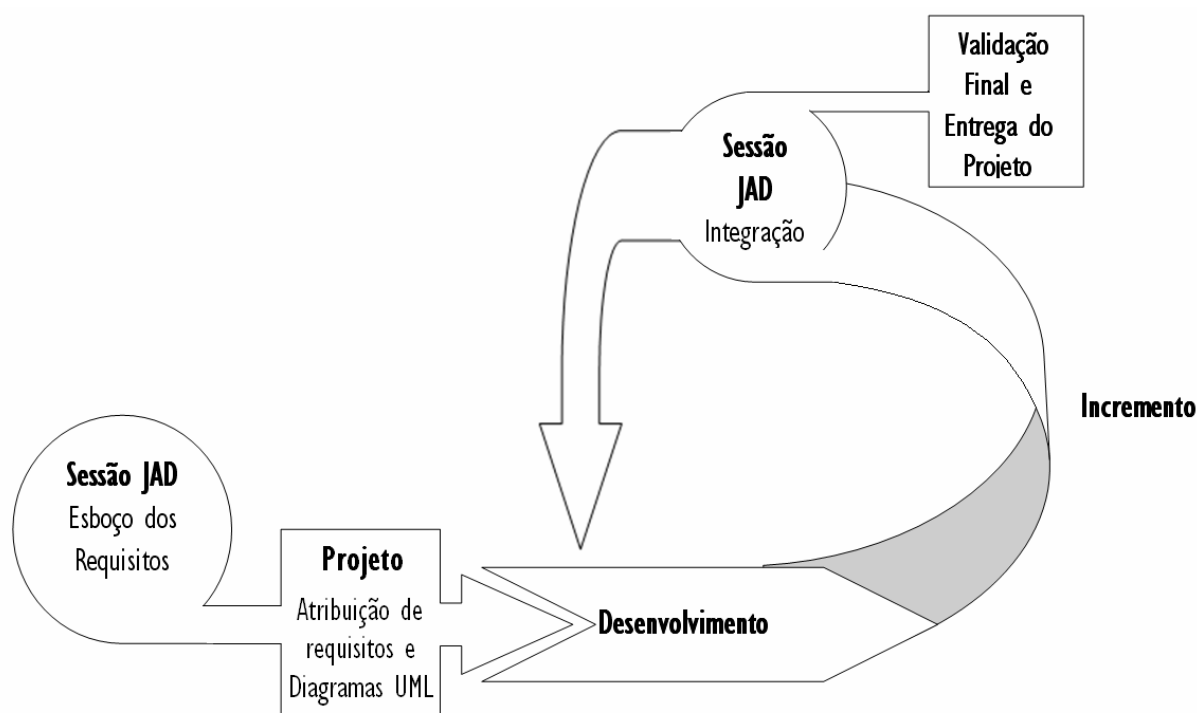 Validação
Final e
Entrega do
Projeto
Sessão
JAD
Integração
Incremento
Sessão JAD
Esboço dos
Requisitos
Projeto
Atribuição de
requisitos e
Diagramas UML
Desenvolvimento